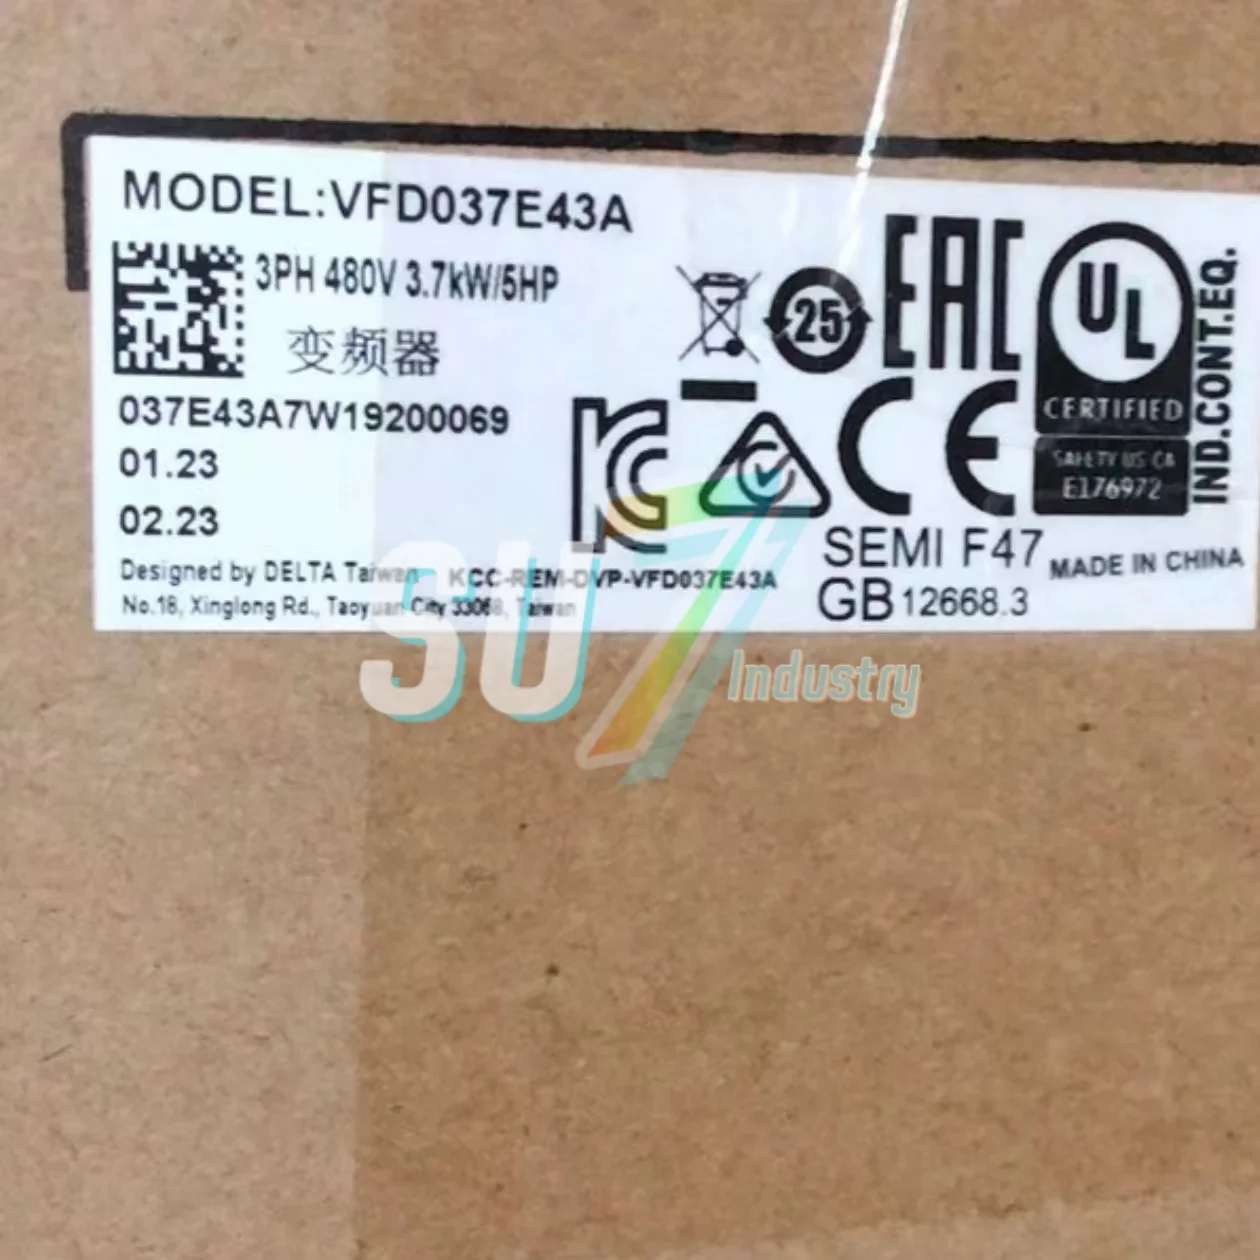 MODEL:VFD037E43A
3PH 480V 3.7kW/5HP
变频器
037E43A7W19200069
01.23
02.23
Designed by DELTA Taiwan
No.18, Xinglong Rd., Taoyuan City 33068, Taiwan
KCC-REM-DVP-VFD037E43A
25
EAC
UL
CERTIFIED
SAFETY US CA
E176972
IND.CONT.EQ.
CE
SEMI F47
GB 12668.3
MADE IN CHINA
SU7
Industry